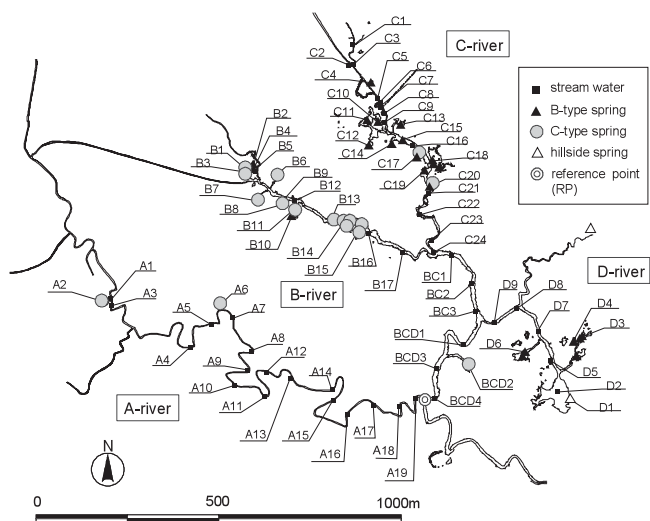 C1
C3
C2
C-river
C5
C6
C4
C7
C8
C10
C9
C11
C13
C15
C12
C16
C14
C17
C18
C19
C20
C21
C22
C23
C24
stream water
B-type spring
C-type spring
hillside spring
reference point
(RP)
B2
B4
B1
B5
B3
B6
B9
B7
B12
B8
B13
B11
B10
B14
B15
B16
B17
B-river
BC1
BC2
BC3
D9
D8
D-river
D7
D4
D3
D6
D5
D2
D1
BCD1
BCD3
BCD2
BCD4
A1
A2
A3
A6
A5
A7
A4
A8
A9
A12
A14
A10
A11
A-river
A13
A15
A17
A16
A18
A19
N
0
500
1000m